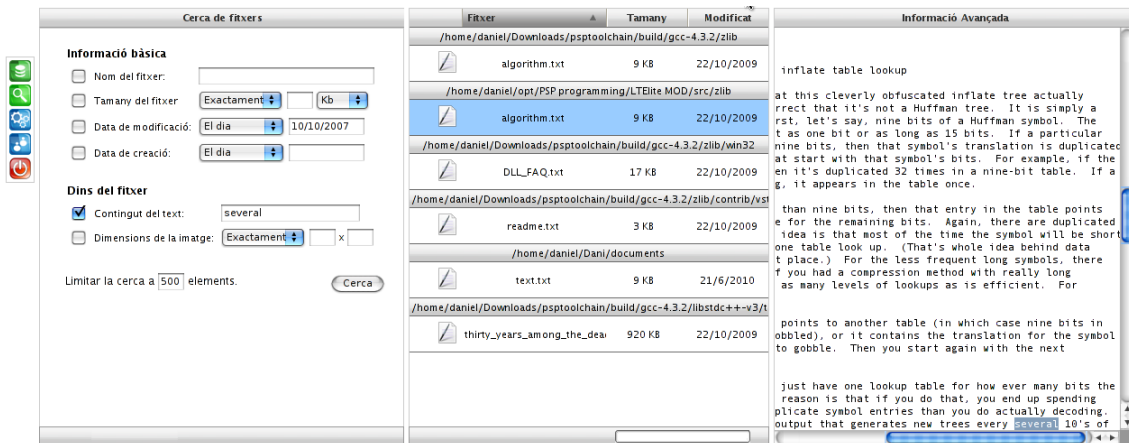 Cerca de fitxers
Informació bàsica
Nom del fitxer:
Tamany del fitxer Exactament Kb
Data de modificació: El dia 10/10/2007
Data de creació: El dia
Dins del fitxer
Contingut del text: several
Dimensions de la imatge: Exactament x
Limitar la cerca a 500 elements. Cerca
Fitxer Tamany Modificat
/home/daniel/Downloads/psptoolchain/build/gcc-4.3.2/zlib
algorithm.txt 9 KB 22/10/2009
/home/daniel/opt/PSP programming/LTElite MOD/src/zlib
algorithm.txt 9 KB 22/10/2009
/home/daniel/Downloads/psptoolchain/build/gcc-4.3.2/zlib/win32
DLL_FAQ.txt 17 KB 22/10/2009
/home/daniel/Downloads/psptoolchain/build/gcc-4.3.2/zlib/contrib/vst
readme.txt 3 KB 22/10/2009
/home/daniel/Dani/documents
text.txt 9 KB 21/6/2010
/home/daniel/Downloads/psptoolchain/build/gcc-4.3.2/libstdc++-v3/t
thirty_years_among_the_dea 920 KB 22/10/2009
Informació Avançada
inflate table lookup
at this cleverly obfuscated inflate tree actually
rrect that it's not a Huffman tree. It is simply a
rst, let's say, nine bits of a Huffman symbol. The
t as one bit or as long as 15 bits. If a particular
nine bits, then that symbol's translation is duplicated
at start with that symbol's bits. For example, if the
en it's duplicated 32 times in a nine-bit table. If a
g, it appears in the table once.
than nine bits, then that entry in the table points
e for the remaining bits. Again, there are duplicated
idea is that most of the time the symbol will be short
one table look up. (That's whole idea behind data
t place.) For the less frequent long symbols, there
f you had a compression method with really long
as many levels of lookups as is efficient. For
points to another table (in which case nine bits in
obbled), or it contains the translation for the symbol
to gobble. Then you start again with the next
just have one lookup table for how ever many bits the
reason is that if you do that, you end up spending
plicate symbol entries than you do actually decoding.
output that generates new trees every several 10's of